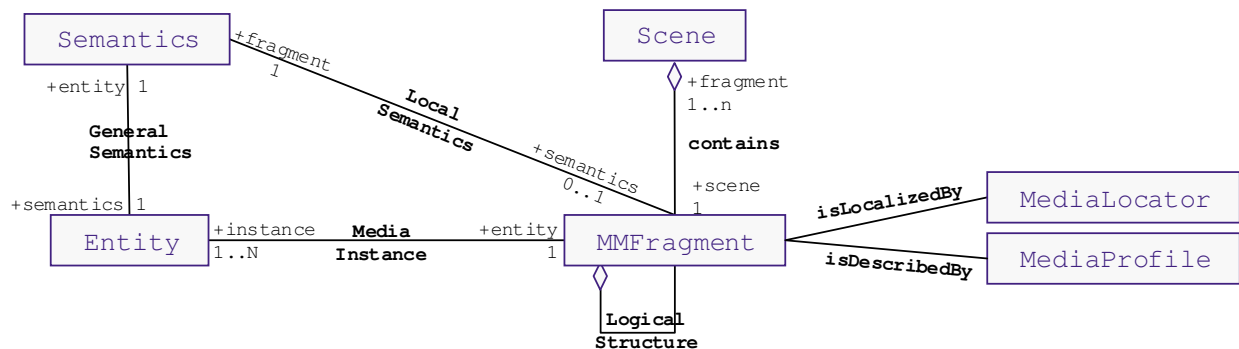 Semantics
+fragment
1
Scene
+entity 1
+fragment
1..n
Local
Semantics
General
Semantics
contains
+semantics
0..1
+scene
1
isLocalizedBy
MediaLocator
+semantics 1
Entity
+instance
1..N
Media
Instance
+entity
1
MMFragment
isDescribedBy
MediaProfile
Logical
Structure